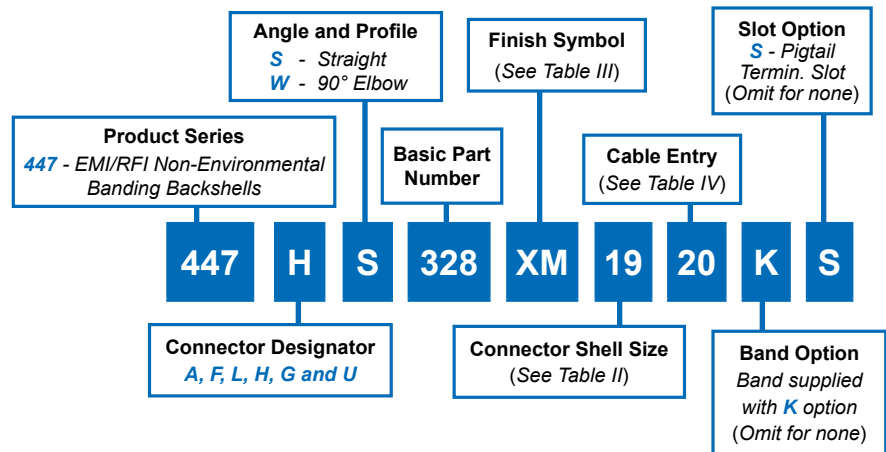 Angle and Profile
S - Straight
W - 90° Elbow
Finish Symbol
(See Table III)
Slot Option
S - Pigtail
Termin. Slot
(Omit for none)
Product Series
447 - EMI/RFI Non-Environmental
Banding Backshells
Basic Part
Number
Cable Entry
(See Table IV)
447 H S 328 XM 19 20 K S
Connector Designator
A, F, L, H, G and U
Connector Shell Size
(See Table II)
Band Option
Band supplied
with K option
(Omit for none)